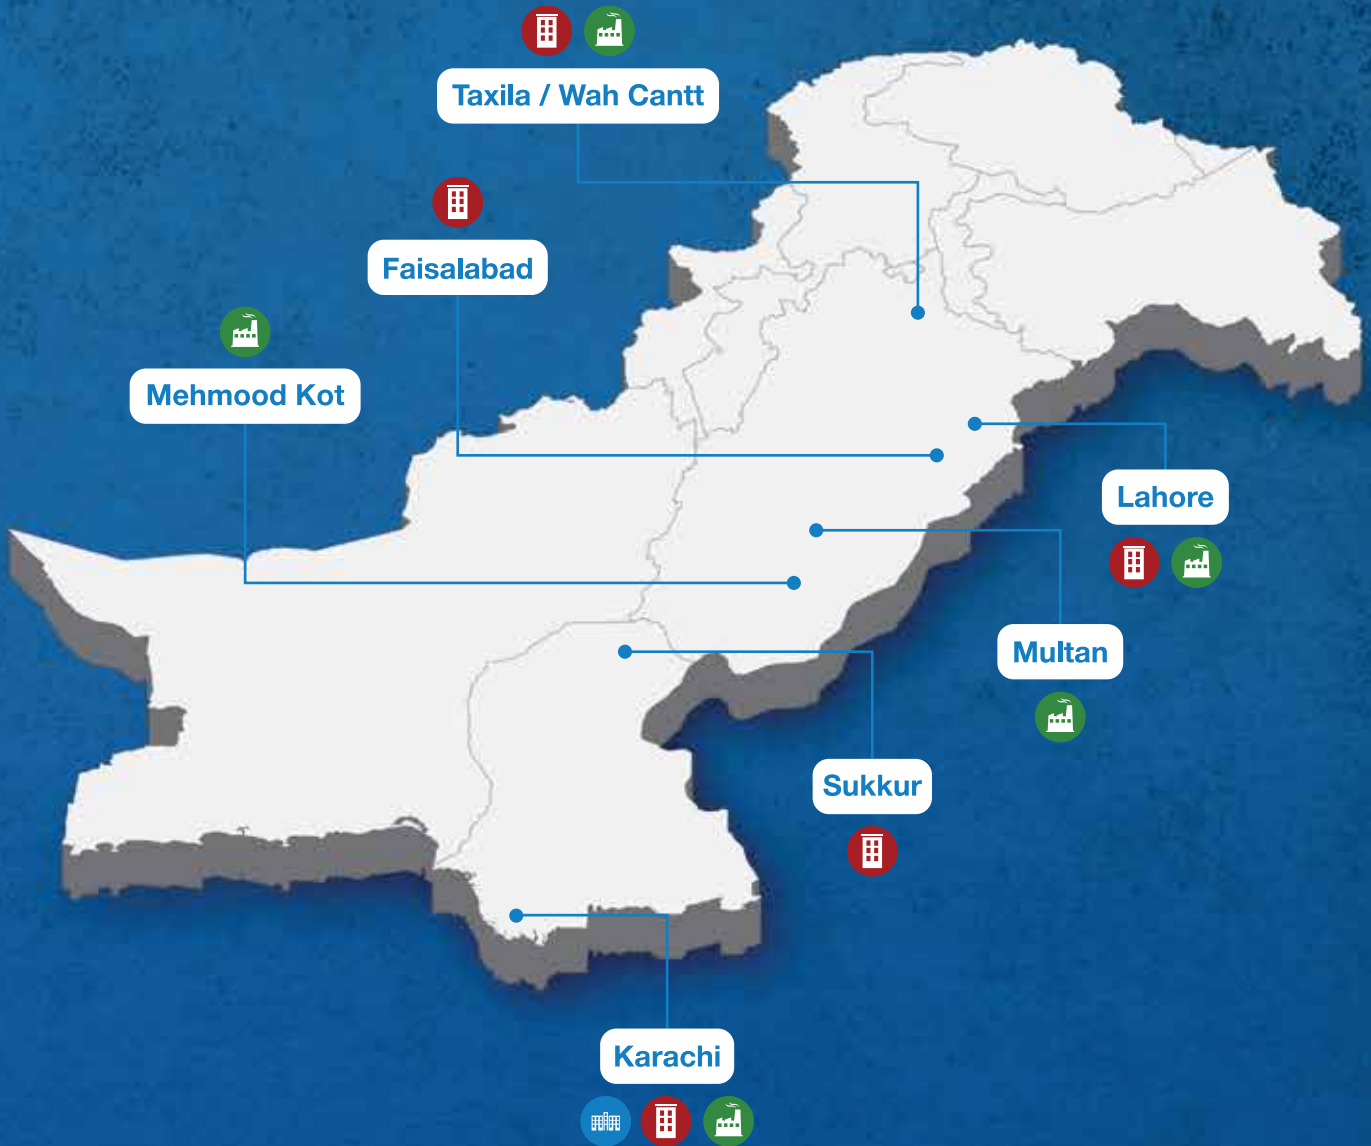 Taxila / Wah Cantt
Faisalabad
Mehmood Kot
Lahore
Multan
Sukkur
Karachi